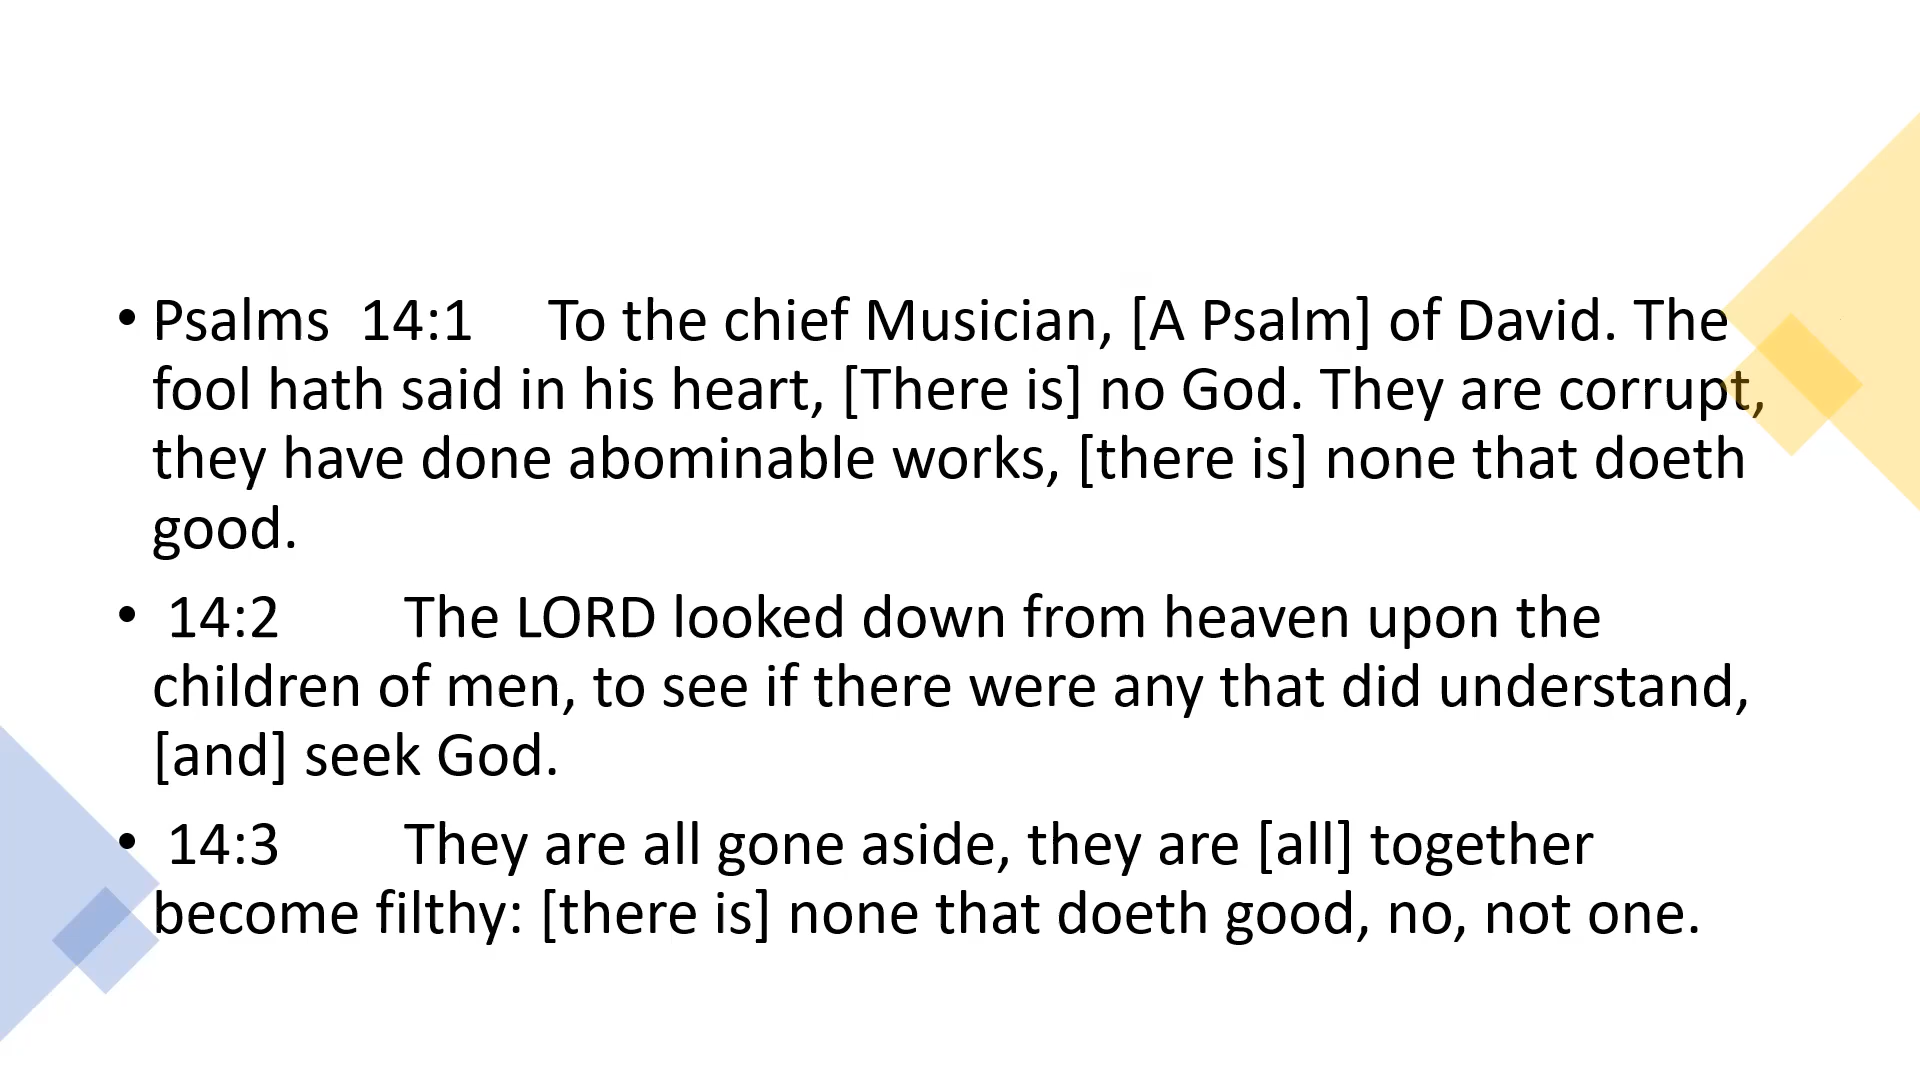 • Psalms 14:1 To the chief Musician, [A Psalm] of David. The
fool hath said in his heart, [There is] no God. They are corrupt,
they have done abominable works, [there is] none that doeth
good.
• 14:2 The LORD looked down from heaven upon the
children of men, to see if there were any that did understand,
[and] seek God.
• 14:3 They are all gone aside, they are [all] together
become filthy: [there is] none that doeth good, no, not one.